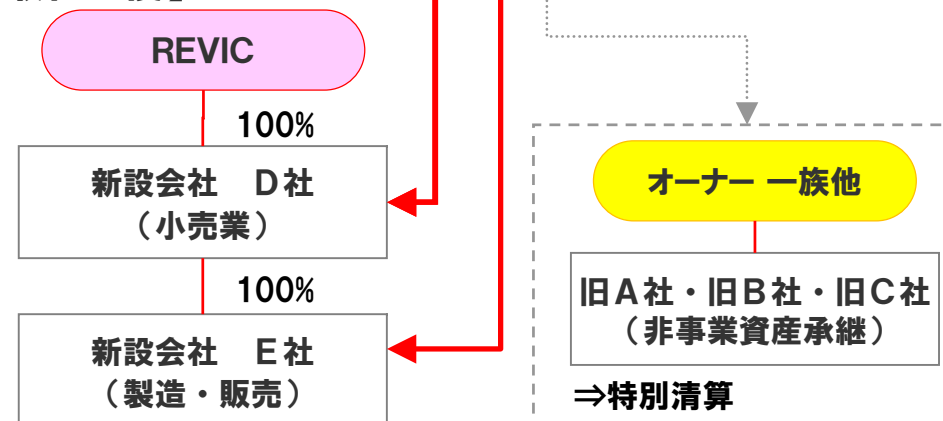 REVIC
100%
新設会社　D社
（小売業）
100%
新設会社　E社
（製造・販売）
オーナー 一族他
旧A社・旧B社・旧C社
（非事業資産承継）
⇒特別清算